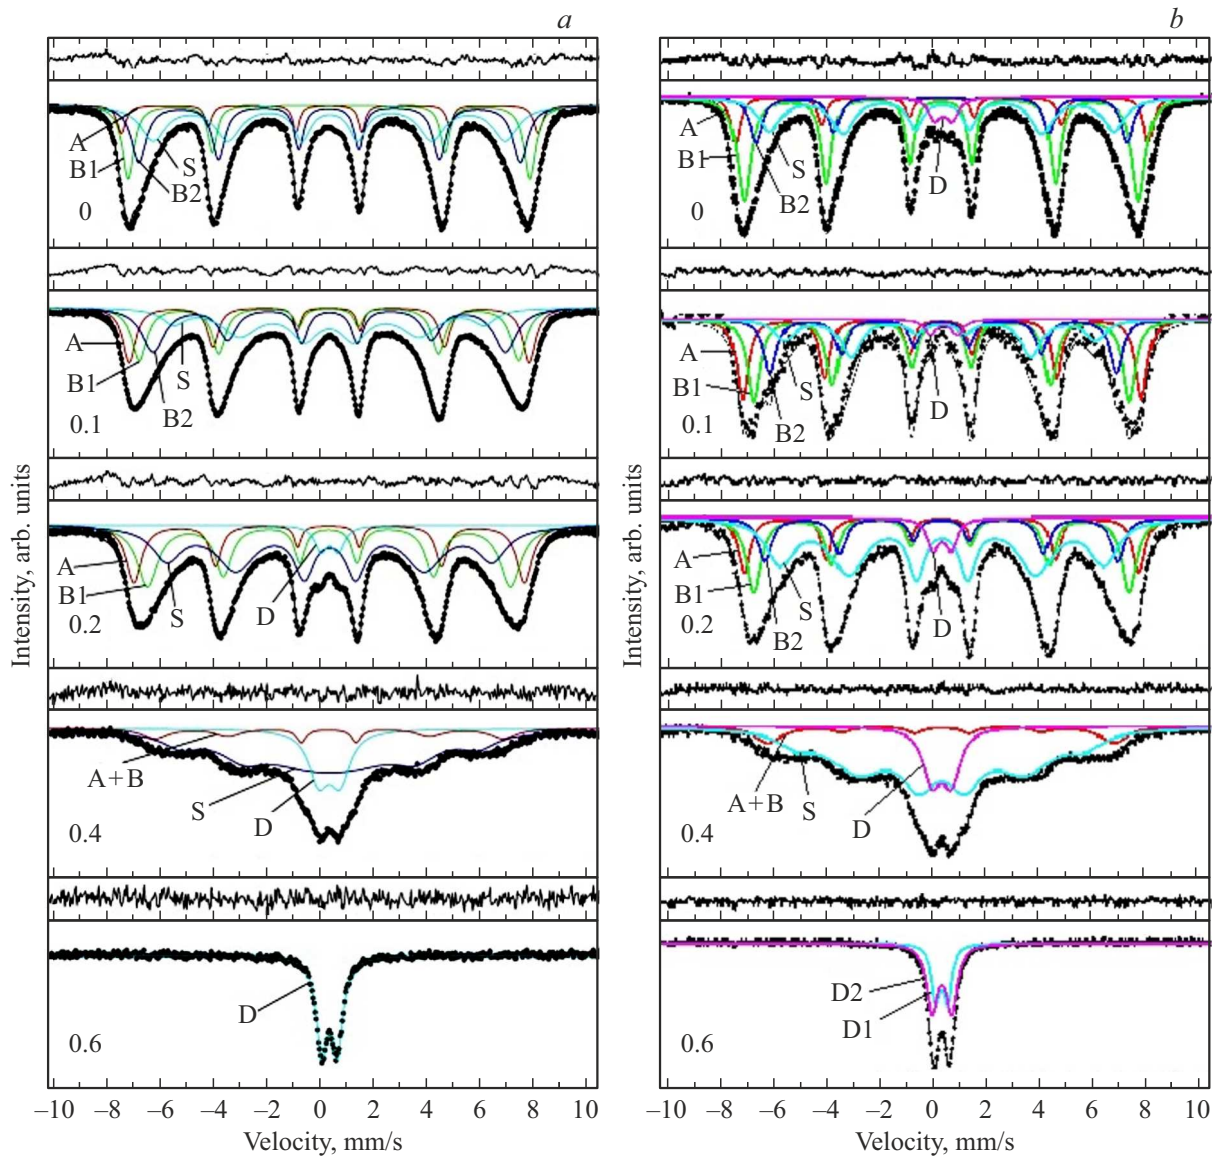 a
A
B1
S
B2
0
A
B1
S
B2
0.1
A
B1
S
D
0.2
A+B
S
D
0.4
D
0.6
–10 –8 –6 –4 –2 0 2 4 6 8 10
Velocity, mm/s
Intensity, arb. units
b
A
B1
S
B2
D
0
A
B1
S
B2
D
0.1
A
B1
S
B2
D
0.2
A+B
S
D
0.4
D2
D1
0.6
–10 –8 –6 –4 –2 0 2 4 6 8 10
Velocity, mm/s
Intensity, arb. units